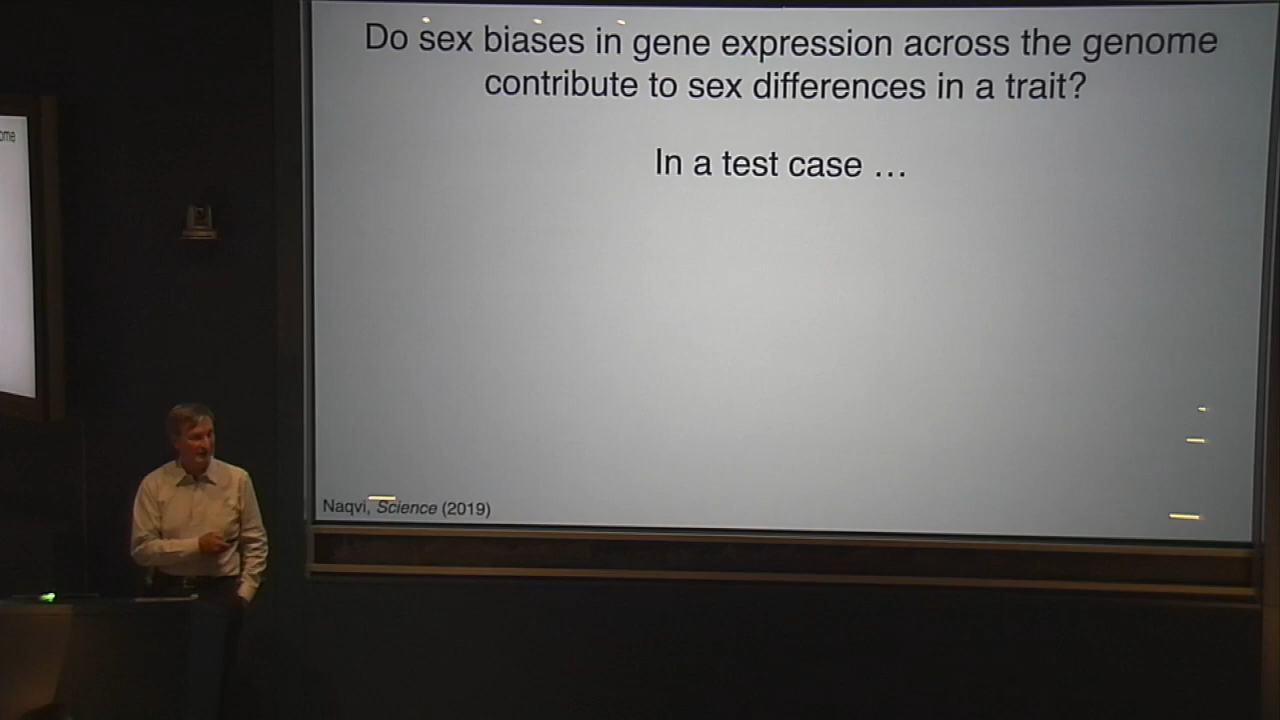 Do sex biases in gene expression across the genome
contribute to sex differences in a trait?
In a test case …
Naqvi, Science (2019)
ome